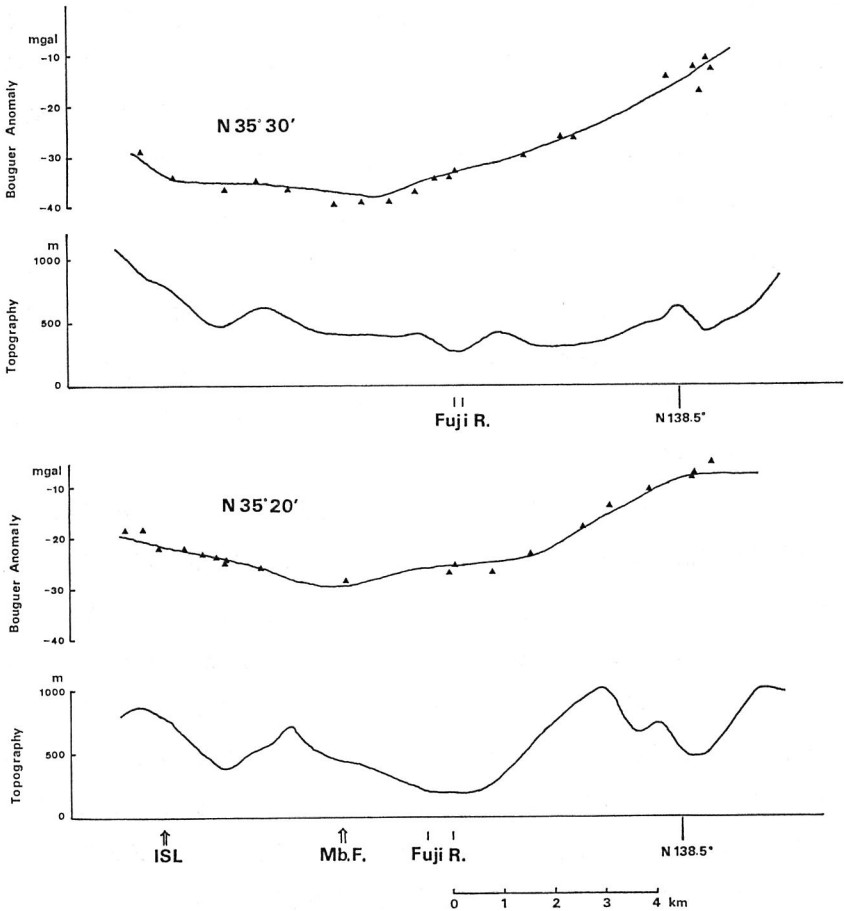 mgal
-10
-20
-30
-40
Bouguer Anomaly
N 35° 30'
m
1000
500
0
Topography
Fuji R.
N 138.5°
mgal
-10
-20
-30
-40
Bouguer Anomaly
N 35° 20'
m
1000
500
0
Topography
ISL
Mb.F.
Fuji R.
N 138.5°
0 1 2 3 4 km